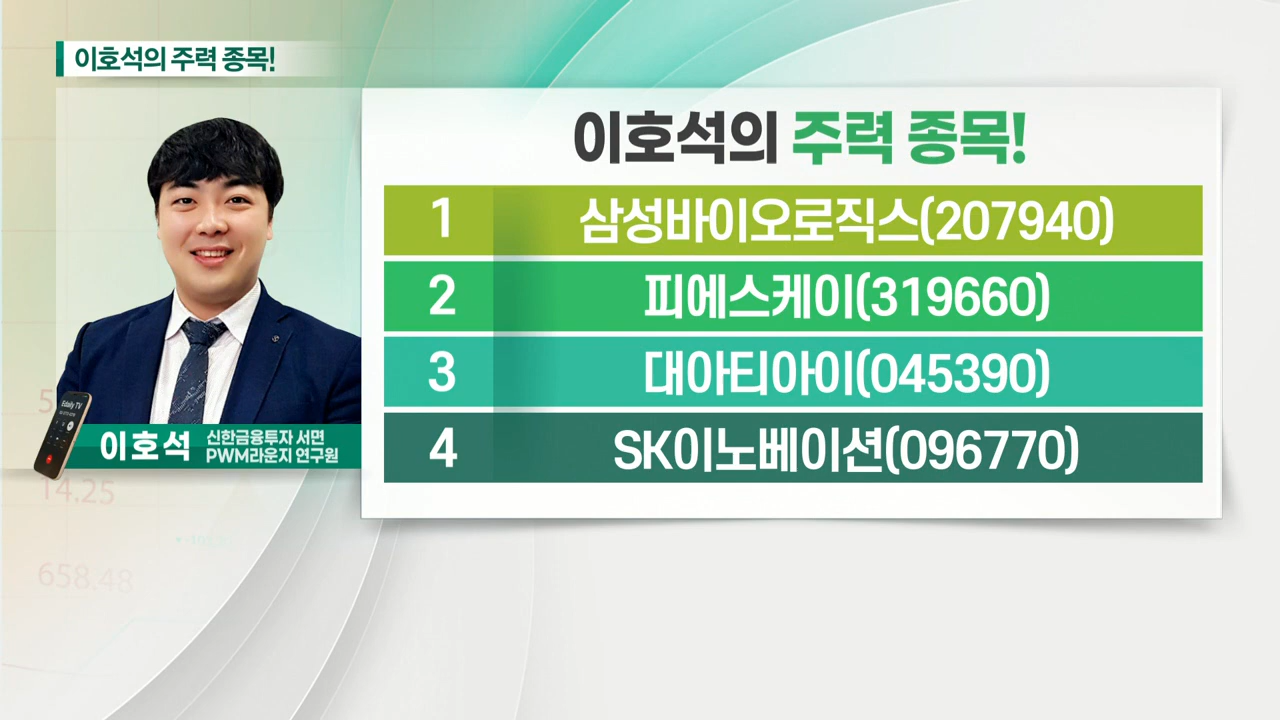 이호석의 주력 종목!
이호석의 주력 종목!
1 삼성바이오로직스(207940)
2 피에스케이(319660)
3 대아티아이(045390)
4 SK이노베이션(096770)
Edaily TV
이호석 신한금융투자 서면
PWM라운지 연구원
14.25
658.48